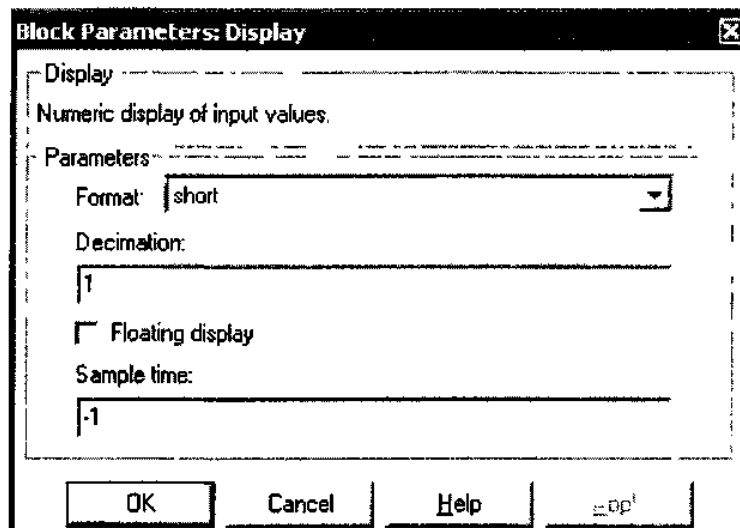 Block Parameters: Display
Display
Numeric display of input values.
Parameters
Format: short
Decimation:
1
Floating display
Sample time:
-1
OK Cancel Help